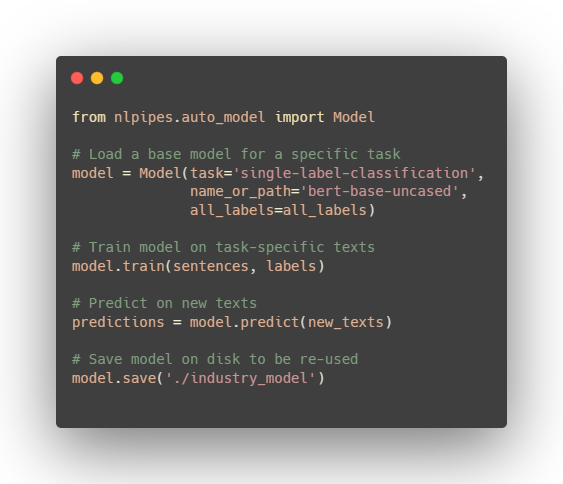 from nlpipes.auto_model import Model
# Load a base model for a specific task
model = Model(task='single-label-classification',
name_or_path='bert-base-uncased',
all_labels=all_labels)
# Train model on task-specific texts
model.train(sentences, labels)
# Predict on new texts
predictions = model.predict(new_texts)
# Save model on disk to be re-used
model.save('./industry_model')